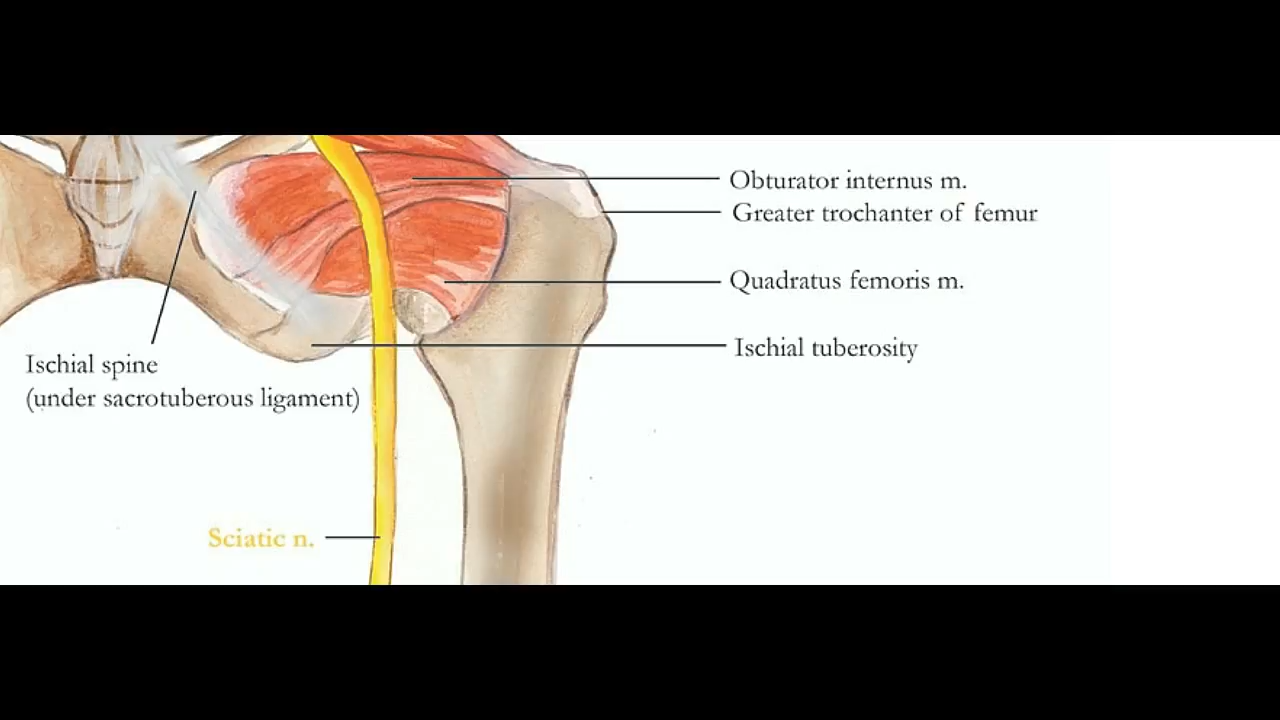 Obturator internus m.
Greater trochanter of femur
Quadratus femoris m.
Ischial tuberosity
Ischial spine
(under sacrotuberous ligament)
Sciatic n.